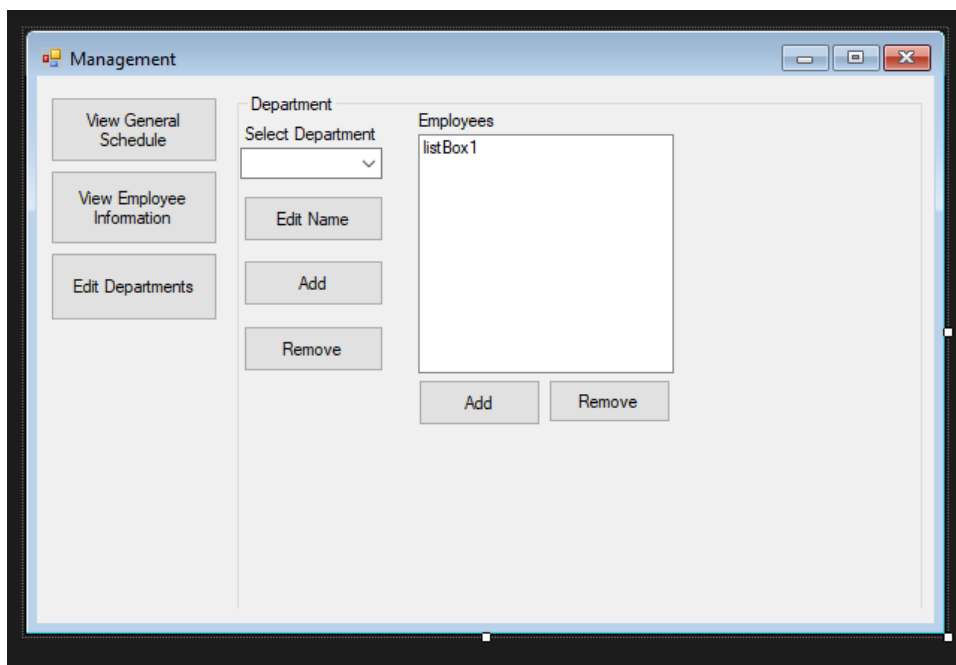 Management
View General
Schedule
View Employee
Information
Edit Departments
Department
Select Department
Edit Name
Add
Remove
Employees
listBox1
Add
Remove